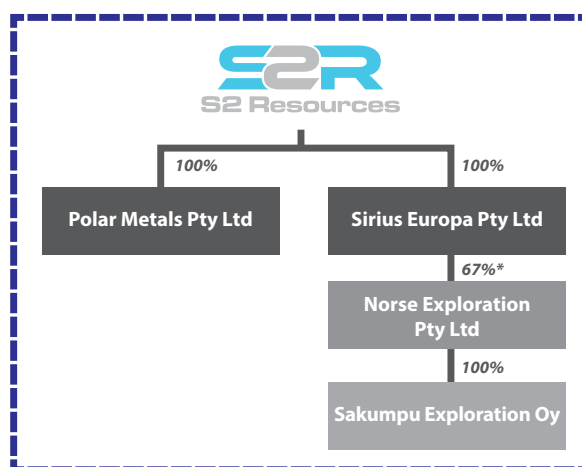 S2R
S2 Resources
100%
100%
Polar Metals Pty Ltd
Sirius Europa Pty Ltd
67%*
Norse Exploration
Pty Ltd
100%
Sakumpu Exploration Oy